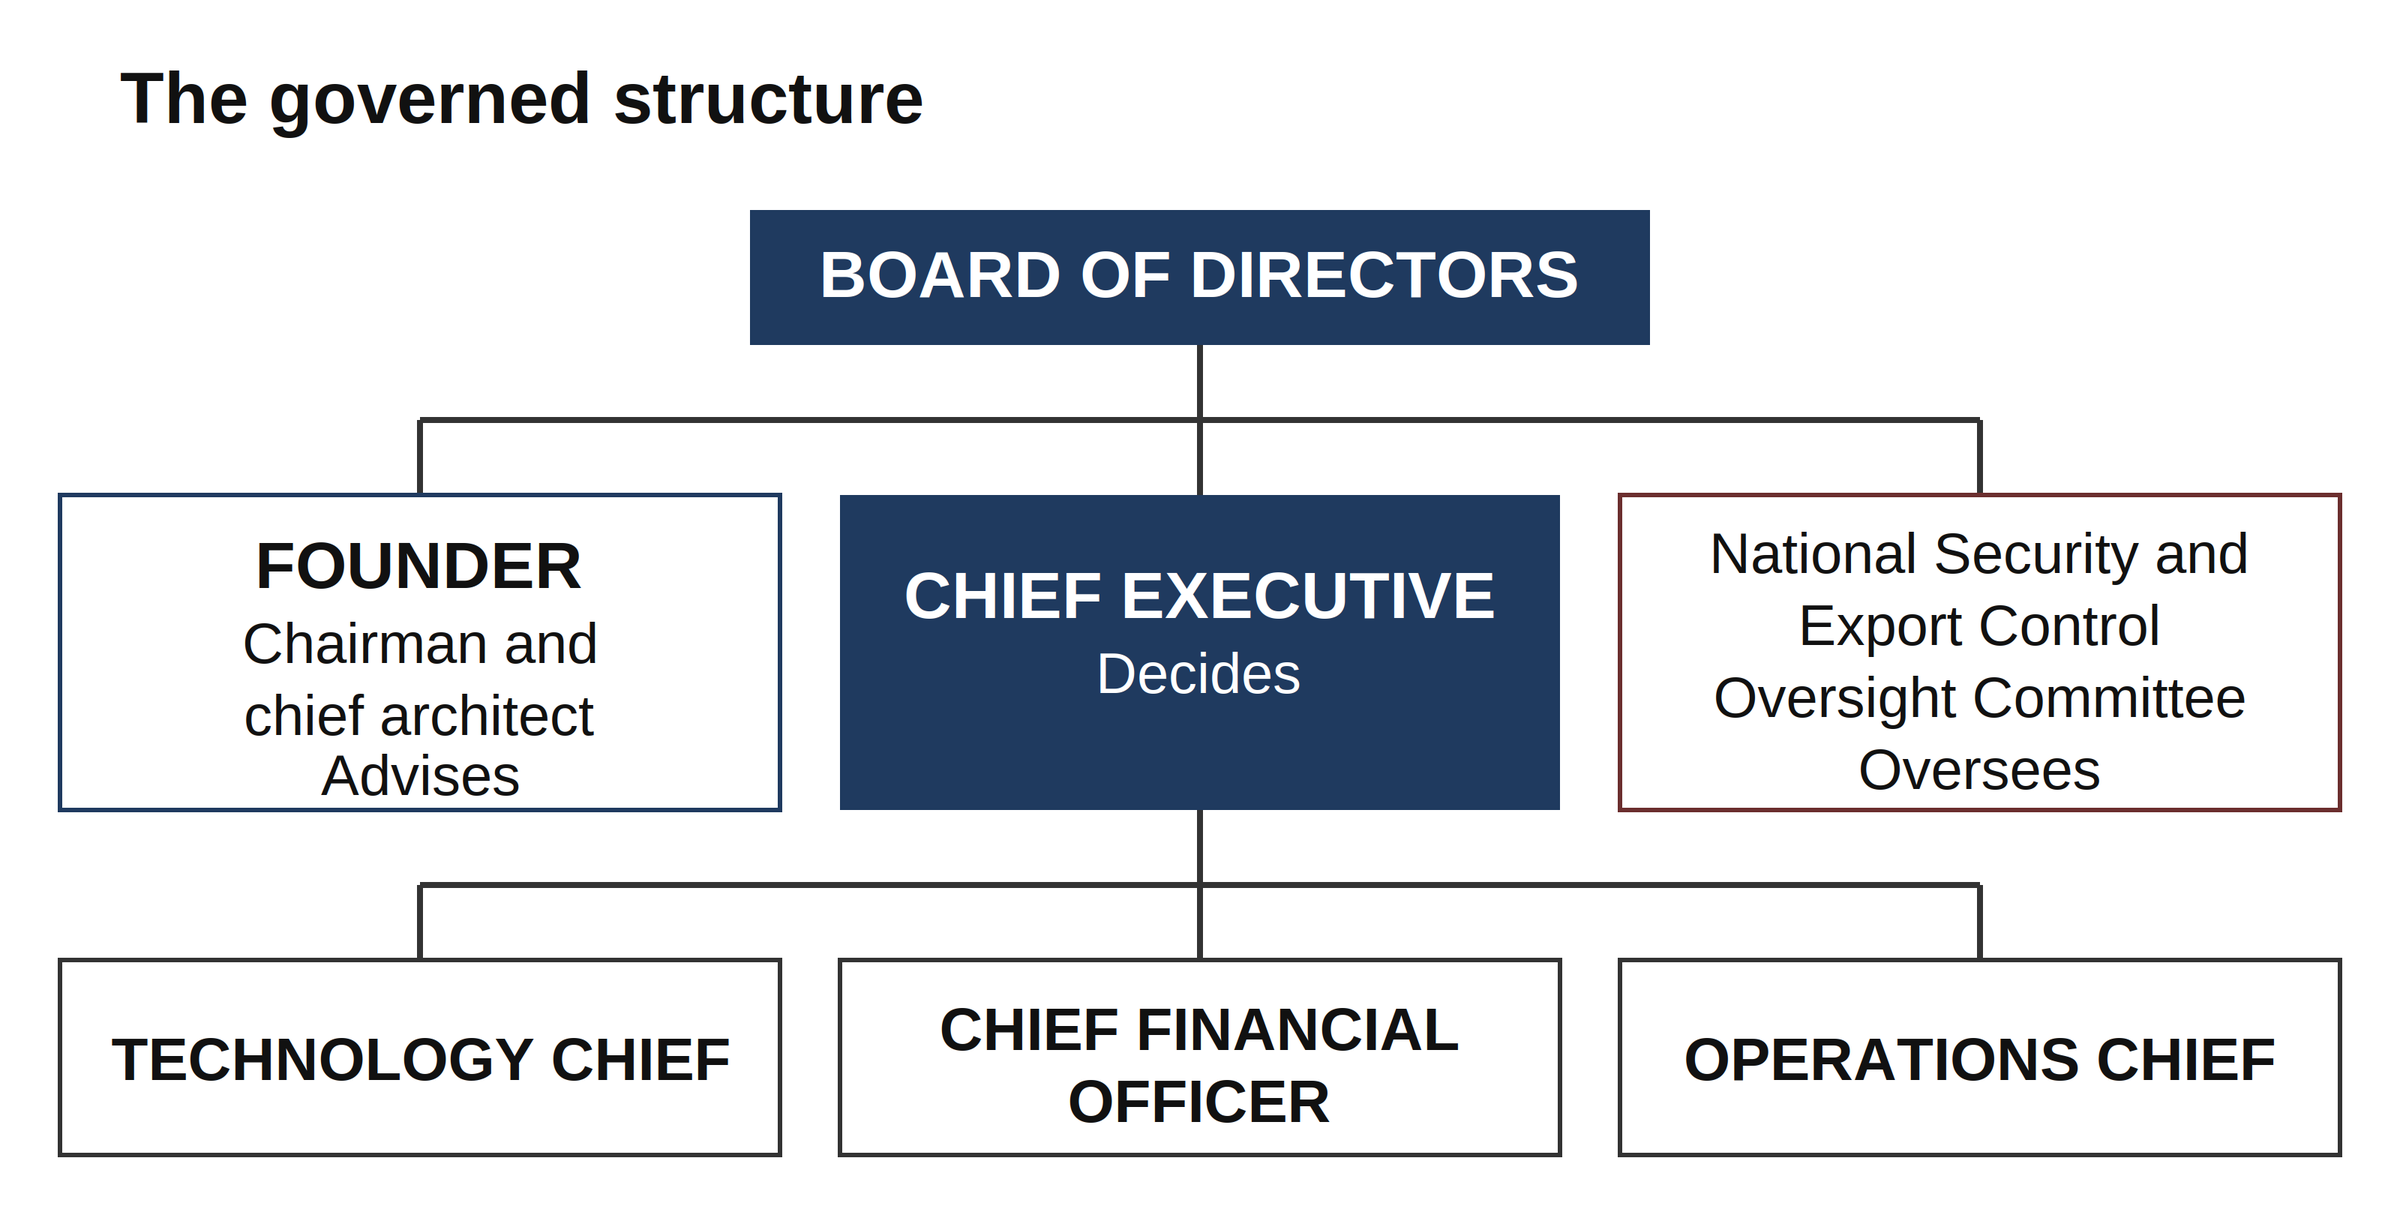 The governed structure
BOARD OF DIRECTORS
FOUNDER
Chairman and
chief architect
Advises
CHIEF EXECUTIVE
Decides
National Security and
Export Control
Oversight Committee
Oversees
TECHNOLOGY CHIEF
CHIEF FINANCIAL
OFFICER
OPERATIONS CHIEF